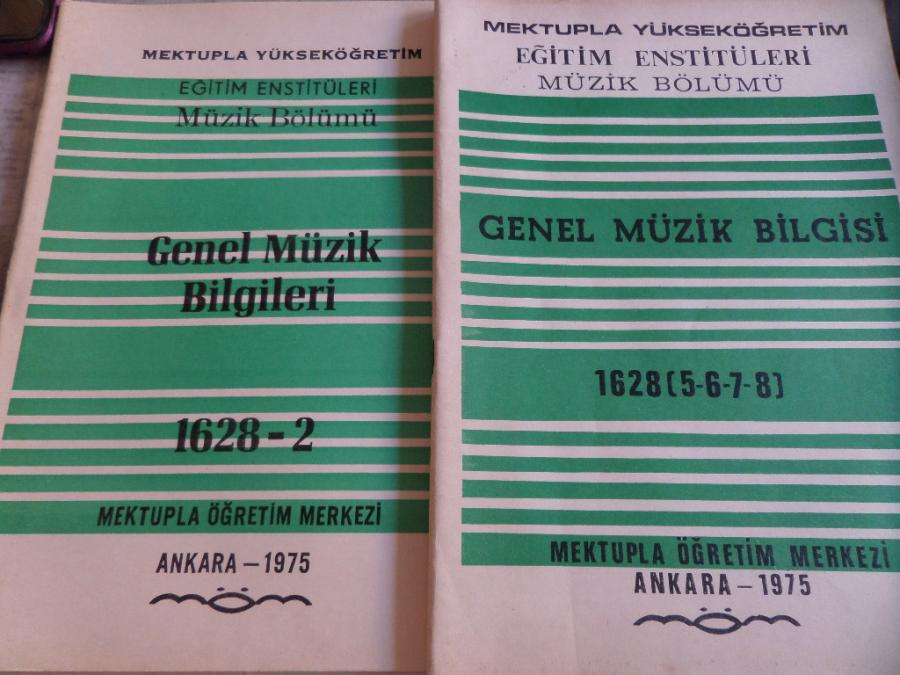 MEKTUPLA YÜKSEKÖĞRETİM
EĞİTİM ENSTİTÜLERİ
Müzik Bölümü
Genel Müzik
Bilgileri
1628-2
MEKTUPLA ÖĞRETİM MERKEZİ
ANKARA – 1975
MEKTUPLA YÜKSEKÖĞRETİM
EĞİTİM ENSTİTÜLERİ
MÜZİK BÖLÜMÜ
GENEL MÜZİK BİLGİSİ
1628(5-6-7-8)
MEKTUPLA ÖĞRETİM MERKEZİ
ANKARA – 1975